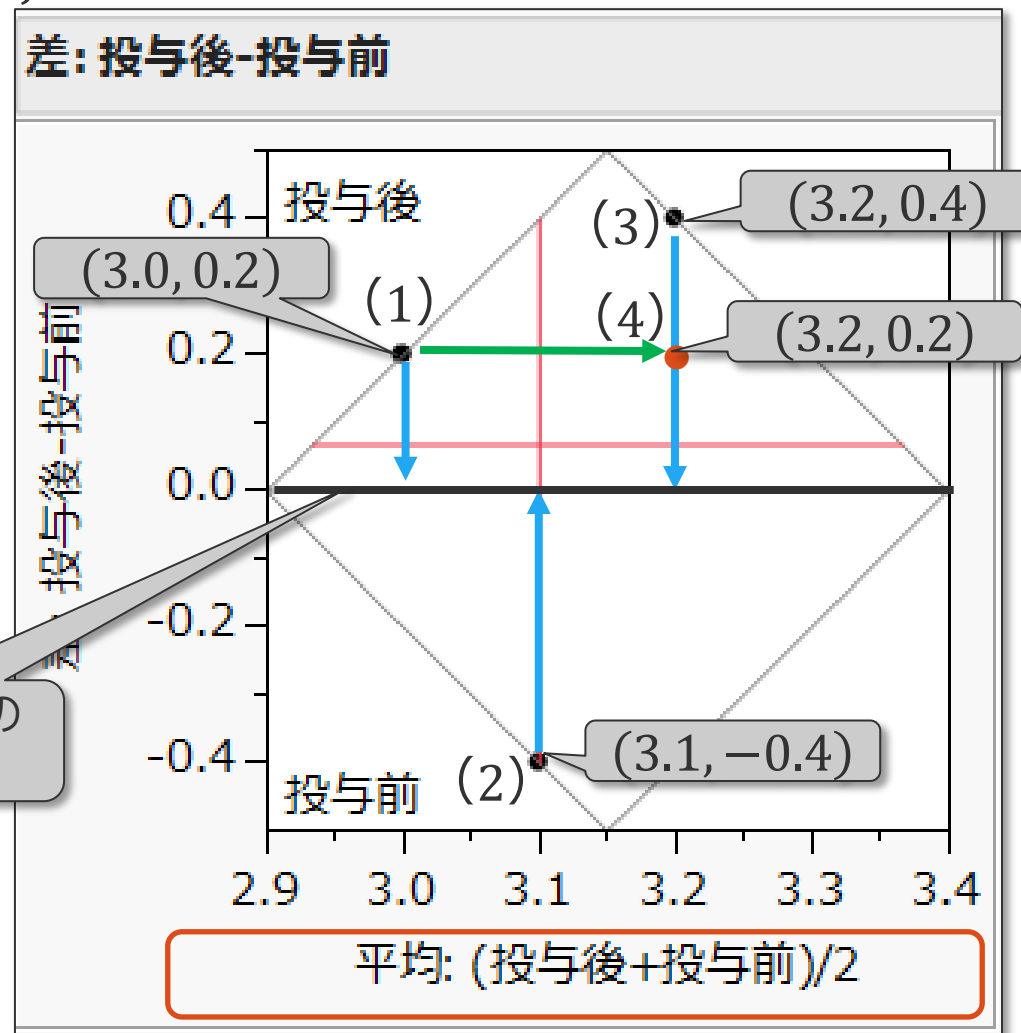 差: 投与後-投与前
投与後
0.4
(3)
(3.2, 0.4)
(3.0, 0.2)
(1)
(4)
(3.2, 0.2)
0.2
差: 投与後-投与前
0.0
-0.2
の
-0.4
(2)
(3.1, −0.4)
投与前
2.9 3.0 3.1 3.2 3.3 3.4
平均: (投与後+投与前)/2